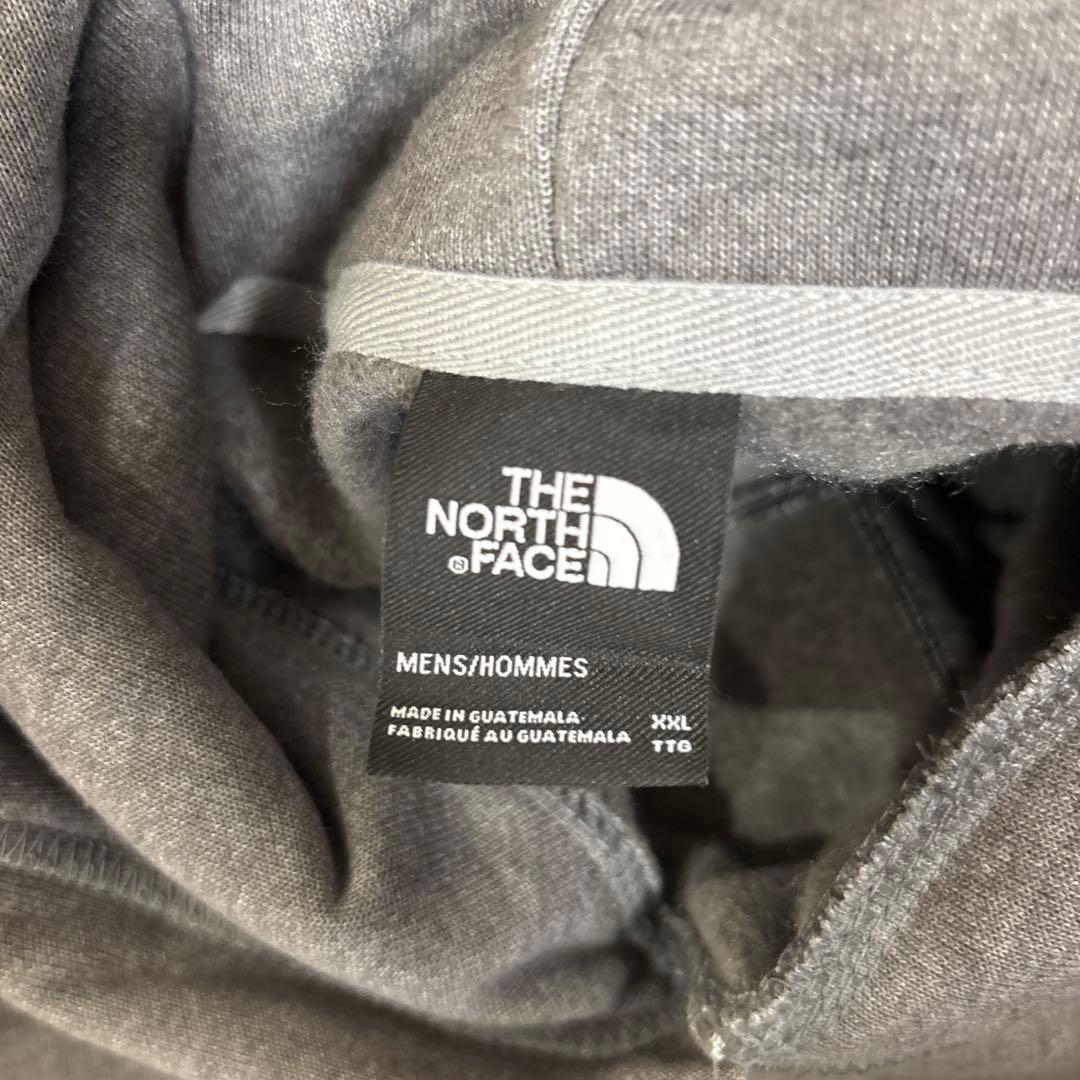 THE
NORTH
®FACE
MENS/HOMMES
MADE IN GUATEMALA XXL
FABRIQUÉ AU GUATEMALA TTG